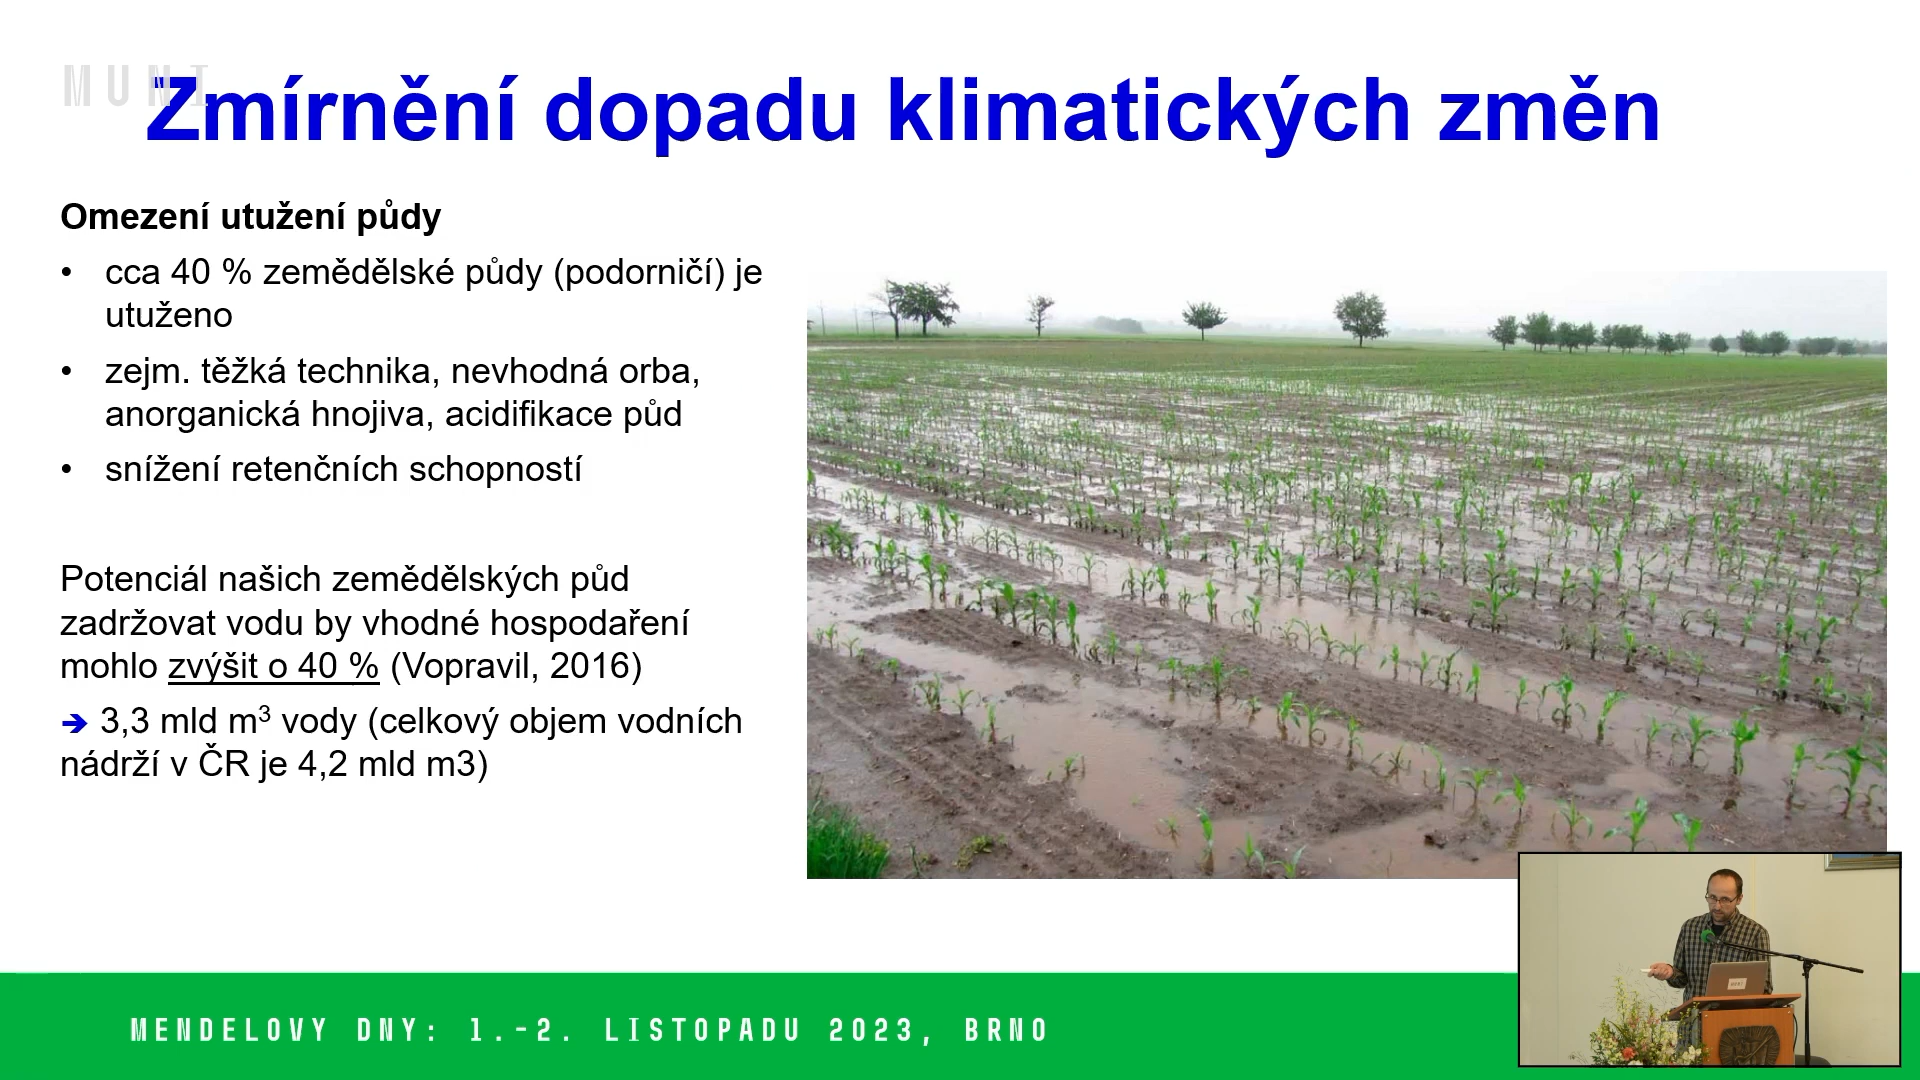 MUNI
Zmírnění dopadu klimatických změn
Omezení utužení půdy
• cca 40 % zemědělské půdy (podorničí) je
utuženo
• zejm. těžká technika, nevhodná orba,
anorganická hnojiva, acidifikace půd
• snížení retenčních schopností
Potenciál našich zemědělských půd
zadržovat vodu by vhodné hospodaření
mohlo zvýšit o 40 % (Vopravil, 2016)
➔ 3,3 mld m³ vody (celkový objem vodních
nádrží v ČR je 4,2 mld m3)
MENDELOVY DNY: 1.-2. LISTOPADU 2023, BRNO